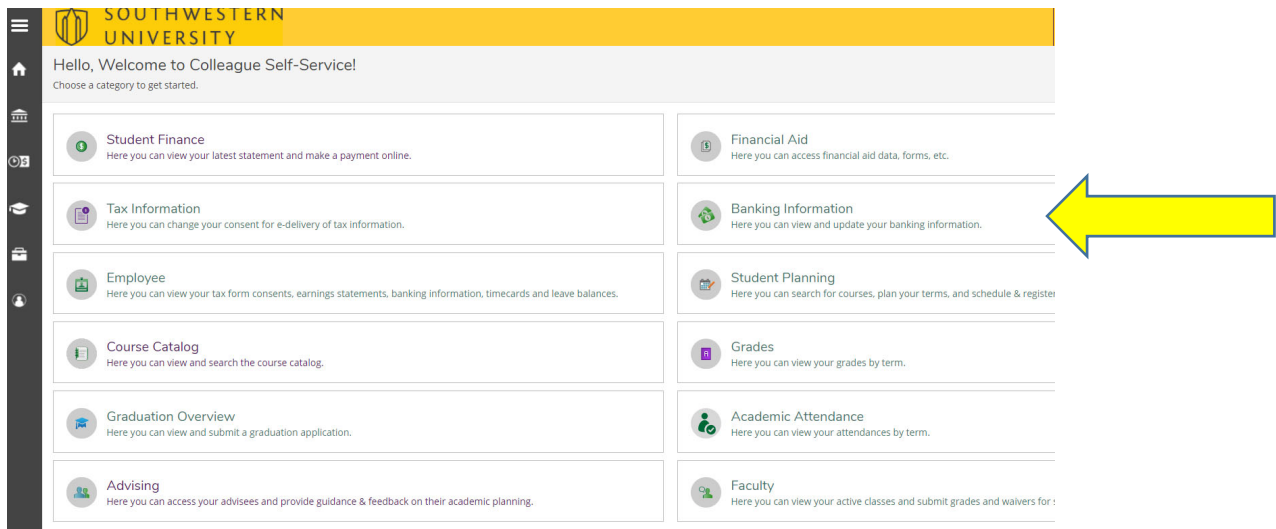 SOUTHWESTERN
UNIVERSITY
Hello, Welcome to Colleague Self-Service!
Choose a category to get started.
Student Finance
Here you can view your latest statement and make a payment online.
Financial Aid
Here you can access financial aid data, forms, etc.
Tax Information
Here you can change your consent for e-delivery of tax information.
Banking Information
Here you can view and update your banking information.
Employee
Here you can view your tax form consents, earnings statements, banking information, timecards and leave balances.
Student Planning
Here you can search for courses, plan your terms, and schedule & register
Course Catalog
Here you can view and search the course catalog.
Grades
Here you can view your grades by term.
Graduation Overview
Here you can view and submit a graduation application.
Academic Attendance
Here you can view your attendances by term.
Advising
Here you can access your advisees and provide guidance & feedback on their academic planning.
Faculty
Here you can view your active classes and submit grades and waivers for